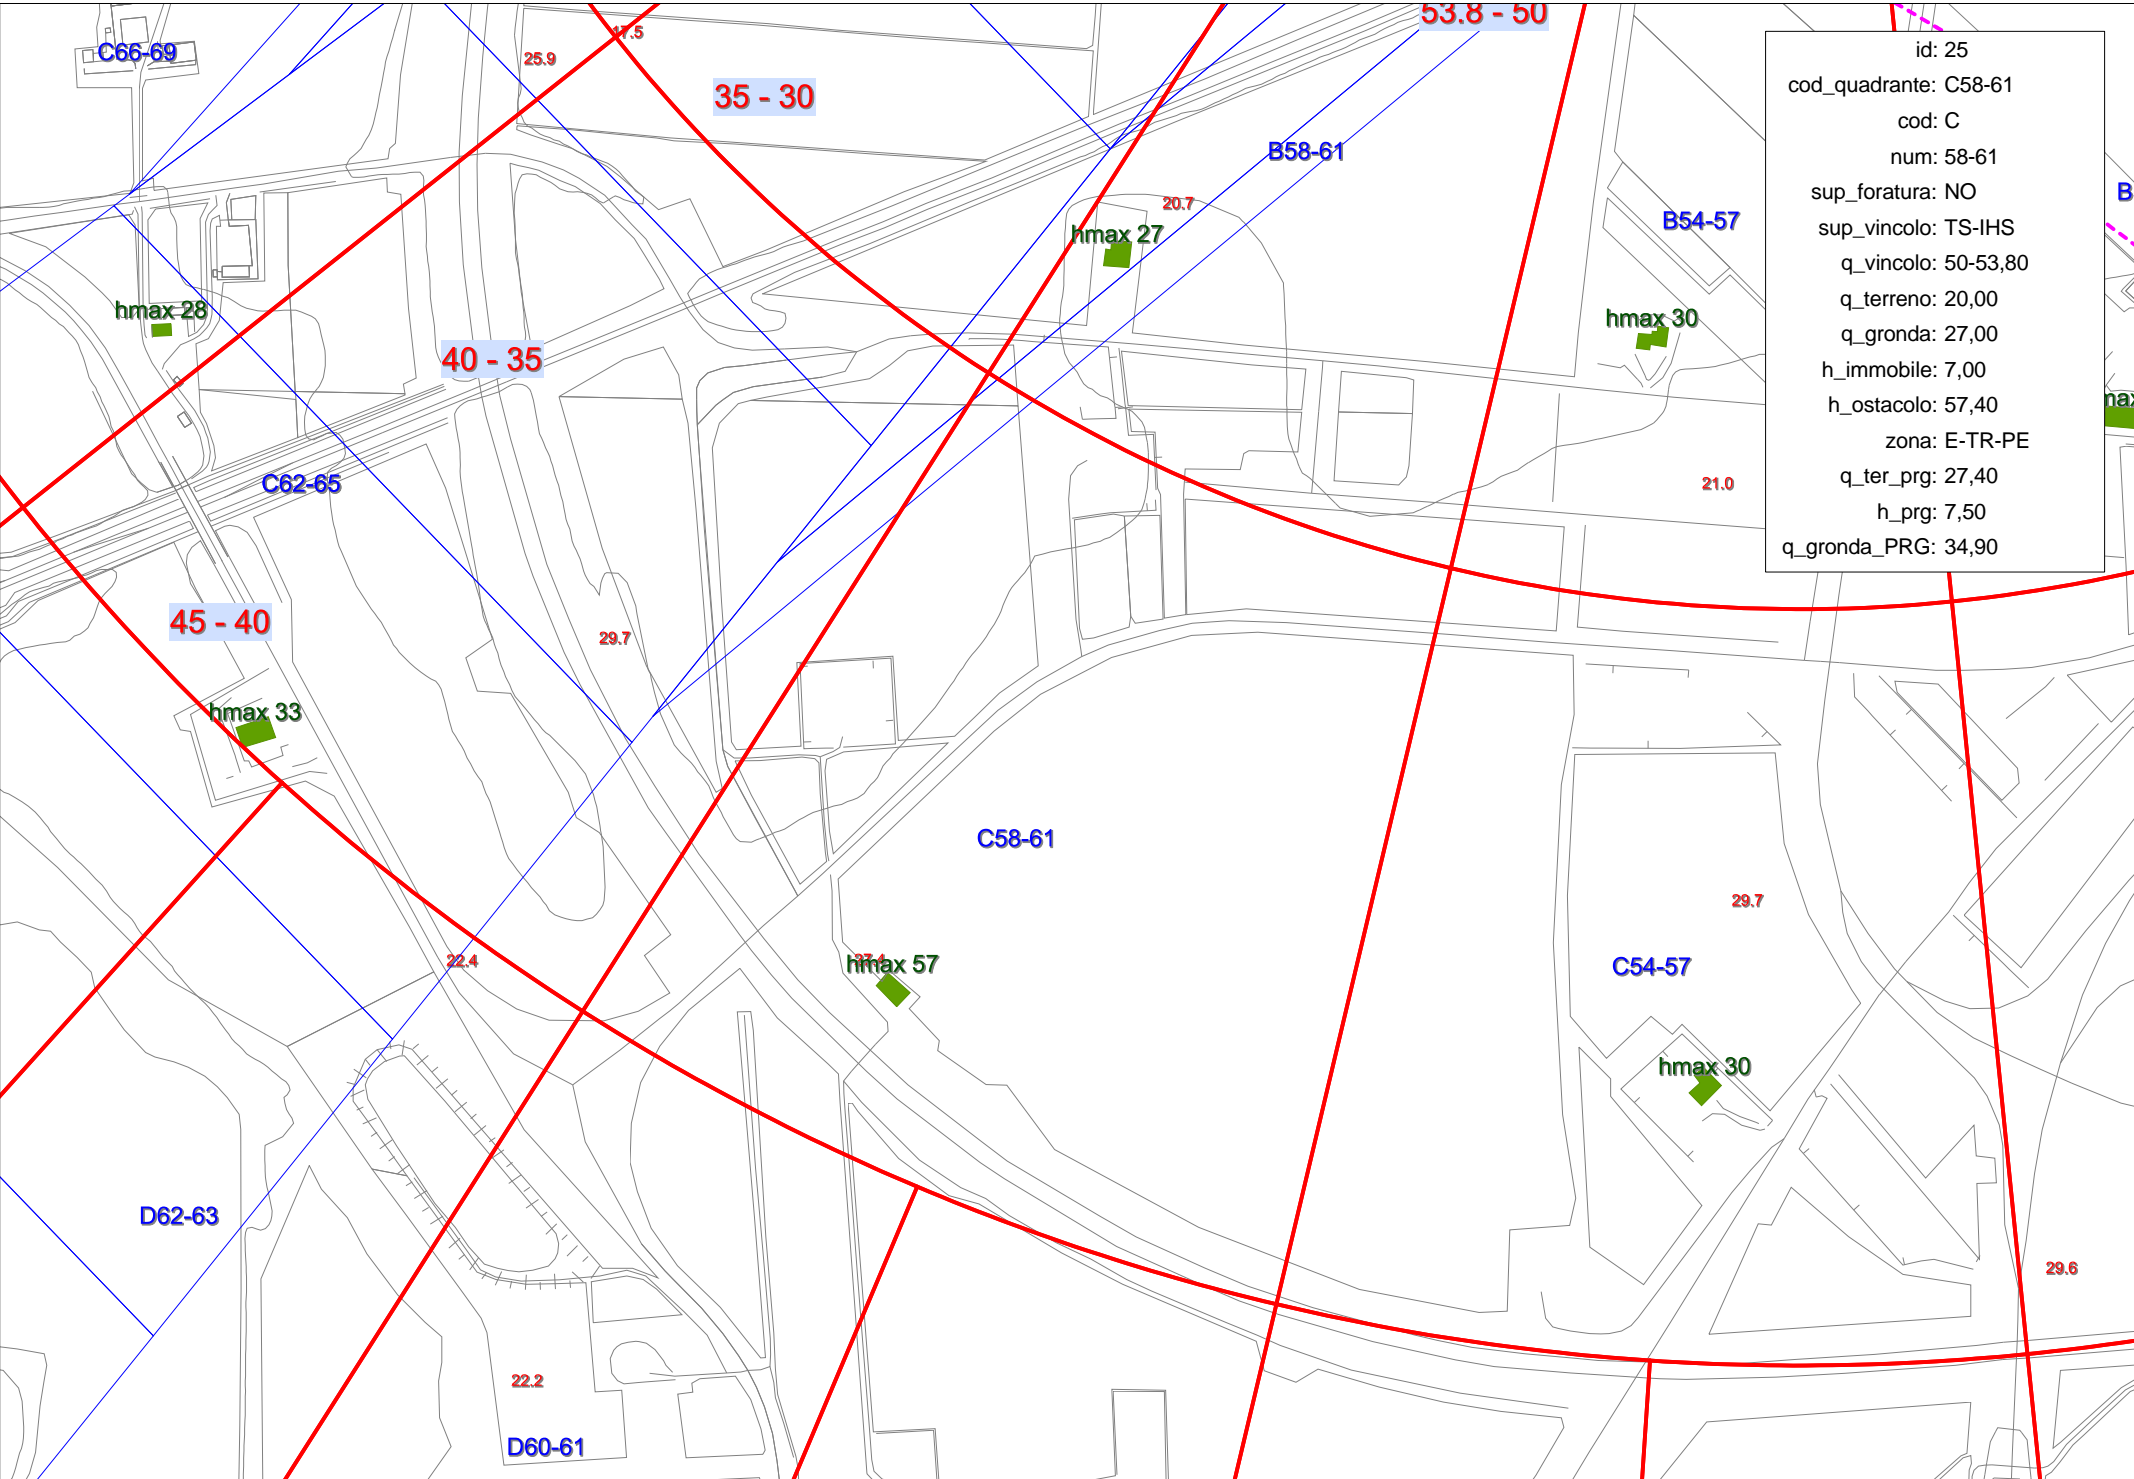 53.8 - 50
17.5
C66-69
25.9
35 - 30
B58-61
20.7
B54-57
B
hmax 27
hmax 28
hmax 30
40 - 35
C62-65
21.0
45 - 40
29.7
hmax 33
C58-61
29.7
22.4
hmax 57
C54-57
hmax 30
D62-63
29.6
22.2
D60-61
id: 25
cod_quadrante: C58-61
cod: C
num: 58-61
sup_foratura: NO
sup_vincolo: TS-IHS
q_vincolo: 50-53,80
q_terreno: 20,00
q_gronda: 27,00
h_immobile: 7,00
h_ostacolo: 57,40
zona: E-TR-PE
q_ter_prg: 27,40
h_prg: 7,50
q_gronda_PRG: 34,90